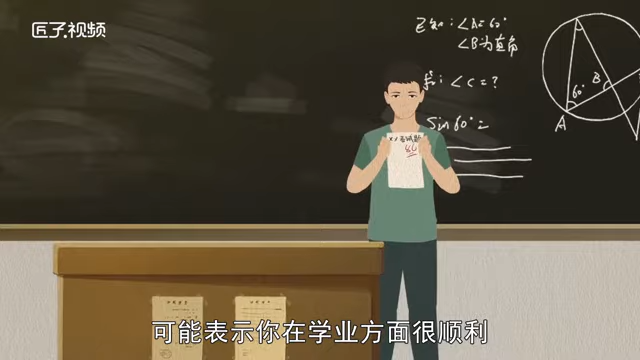 匠子视频
已知：∠A=60°
∠B为直角
求：∠C=？
Sin60°=
60°
B
A
可能表示你在学业方面很顺利